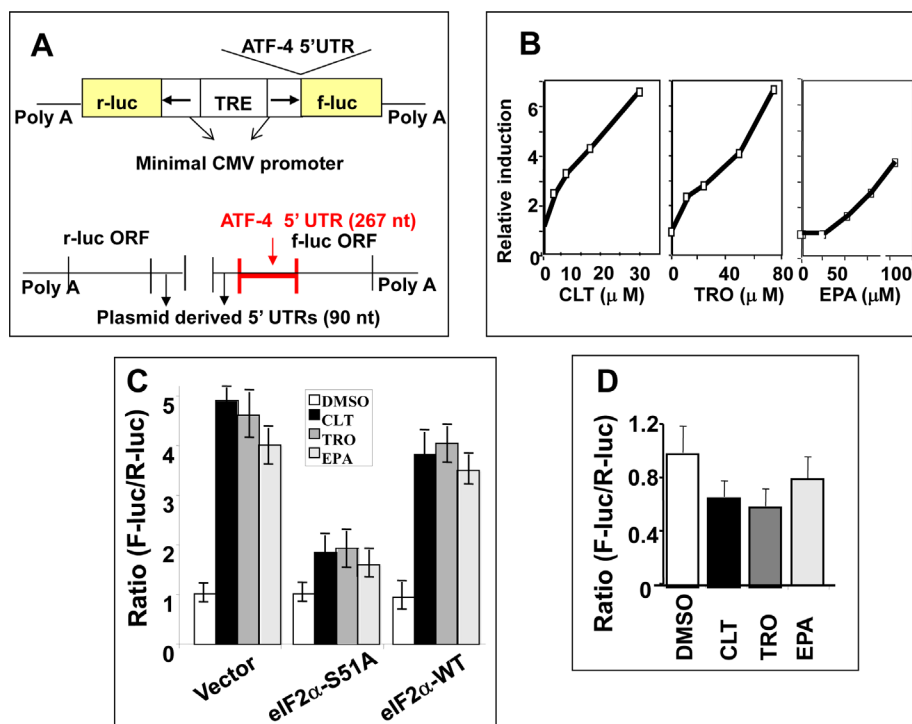 A
ATF-4 5'UTR
r-luc
TRE
f-luc
Poly A
Poly A
Minimal CMV promoter
ATF-4 5' UTR (267 nt)
r-luc ORF
f-luc ORF
Poly A
Poly A
Plasmid derived 5' UTRs (90 nt)
B
Relative induction
6
4
2
0
0 10 20 30
0 40 80
0 50 100
CLT (μ M)
TRO (μ M)
EPA (μM)
C
Ratio (F-luc/R-luc)
5
4
3
2
1
0
DMSO
CLT
TRO
EPA
Vector
eIF2α-S51A
eIF2α-WT
D
Ratio (F-luc/R-luc)
1.2
0.8
0.4
0
DMSO
CLT
TRO
EPA